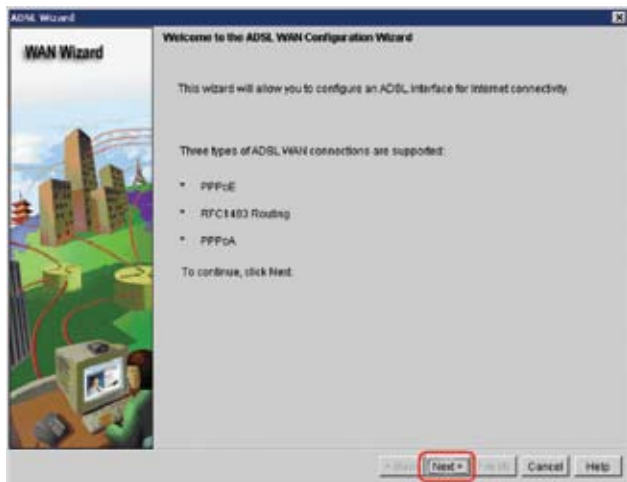 ADSL Wizard
WAN Wizard
Welcome to the ADSL WAN Configuration Wizard
This wizard will allow you to configure an ADSL interface for Internet connectivity.
Three types of ADSL WAN connections are supported:
* PPPoE
* RFC1483 Routing
* PPPoA
To continue, click Next.
< Back Next > Finish Cancel Help